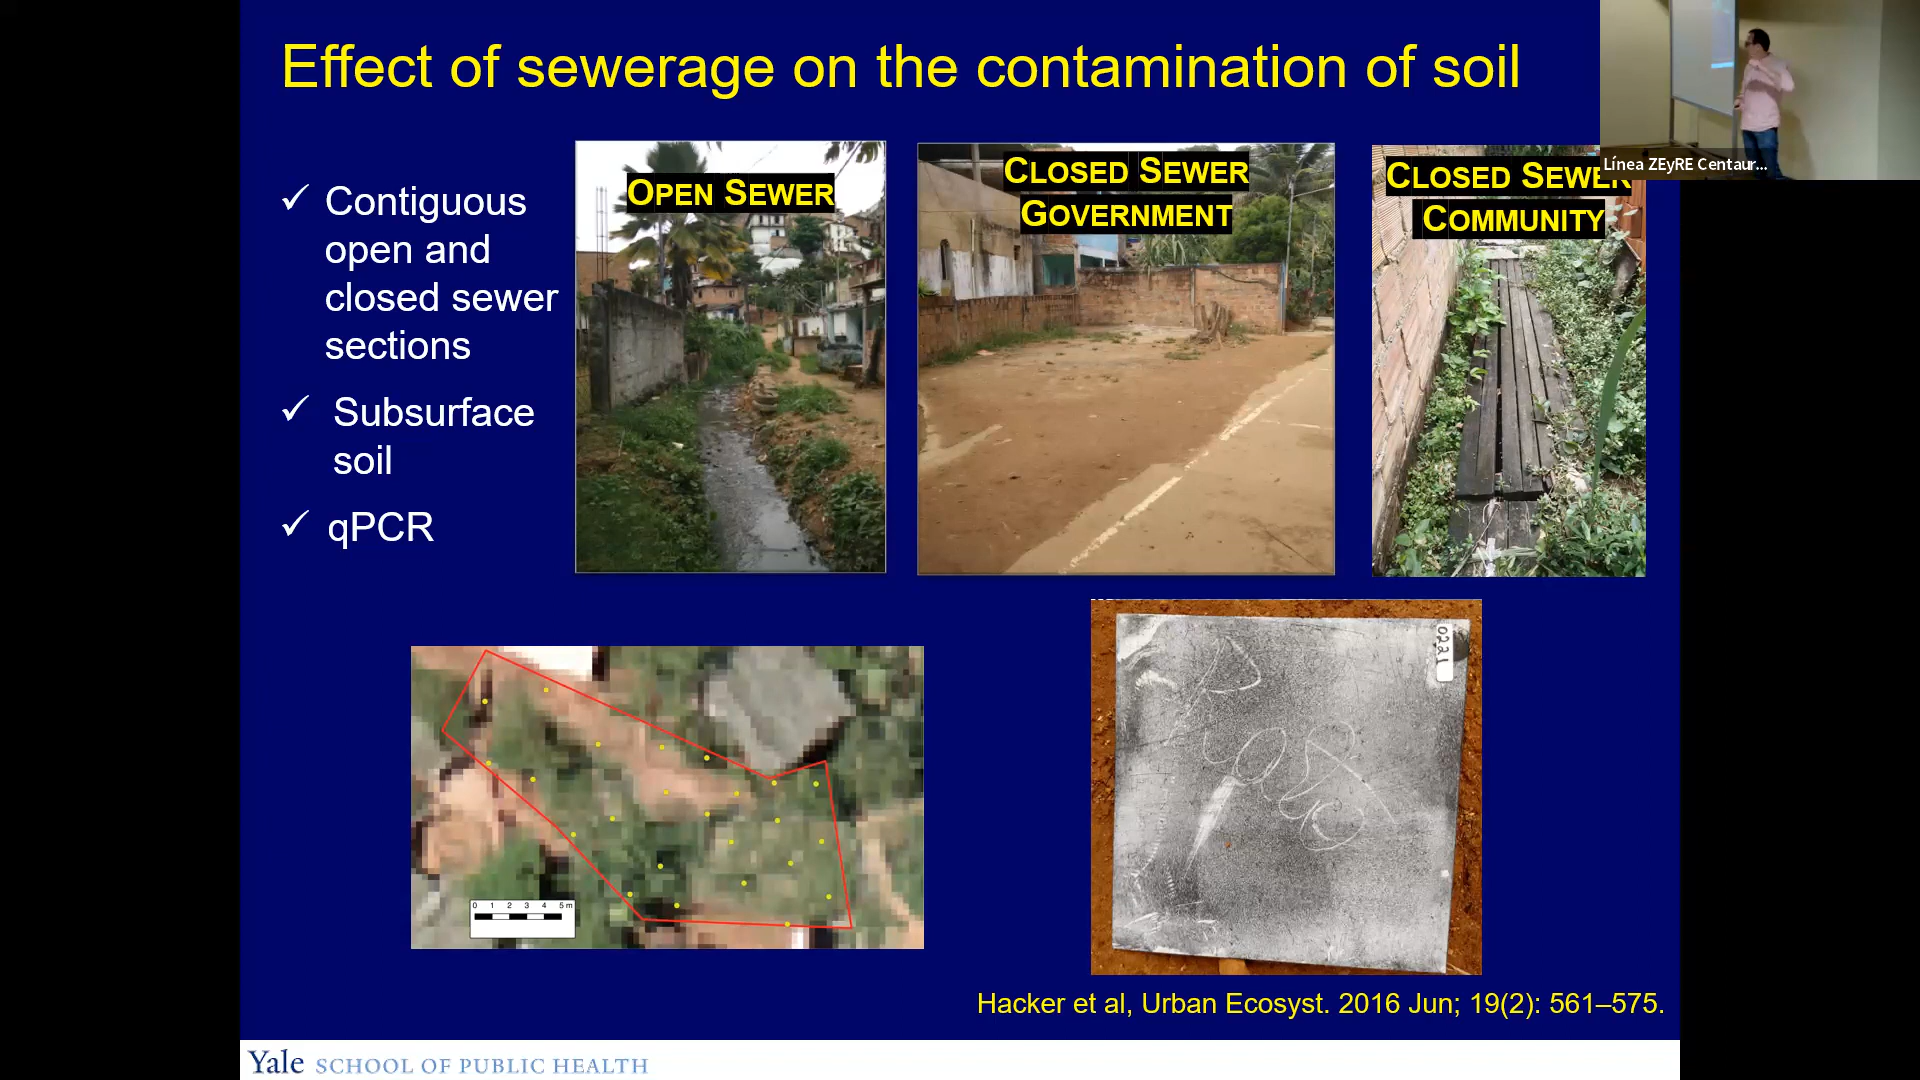 Effect of sewerage on the contamination of soil
Línea ZEyRE Centaur...
✓ Contiguous
open and
closed sewer
sections
✓ Subsurface
soil
✓ qPCR
OPEN SEWER
CLOSED SEWER
GOVERNMENT
CLOSED SEWER
COMMUNITY
0 1 2 3 4 5 m
0221
Hacker et al, Urban Ecosyst. 2016 Jun; 19(2): 561–575.
Yale SCHOOL OF PUBLIC HEALTH